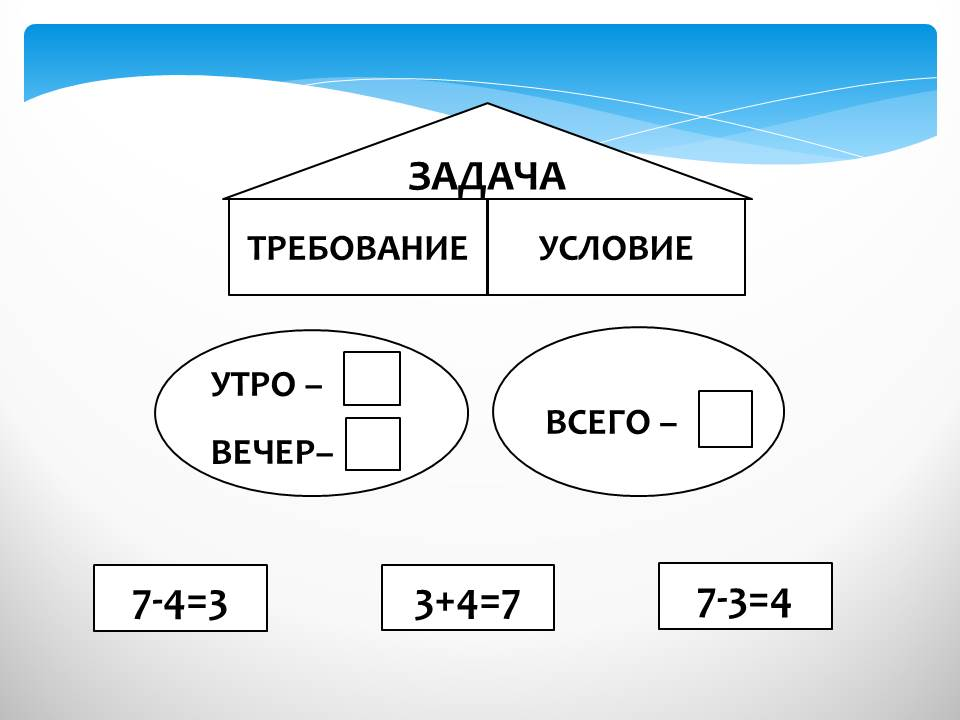 ЗАДАЧА
ТРЕБОВАНИЕ УСЛОВИЕ
УТРО –
ВЕЧЕР–
ВСЕГО –
7-4=3 3+4=7 7-3=4